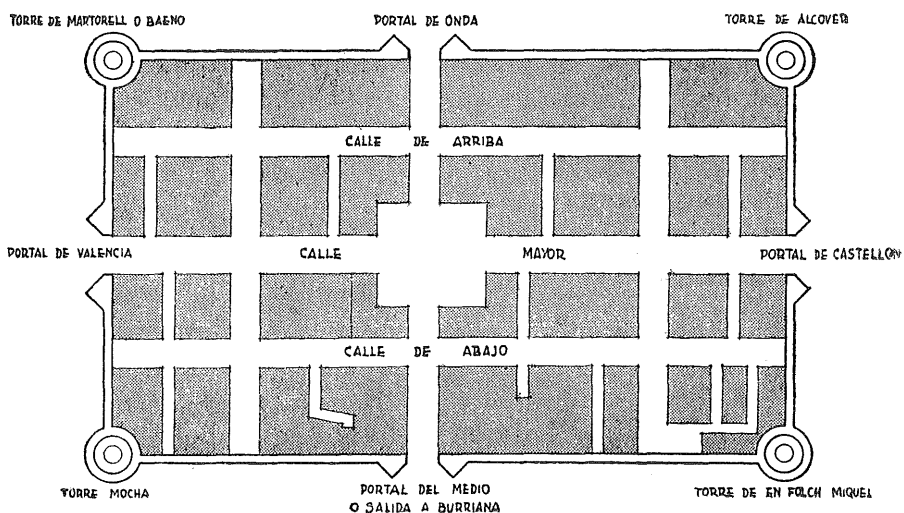 TORRE DE MARTORELL O BAENO
PORTAL DE ONDA
TORRE DE ALCOVER
CALLE DE ARRIBA
PORTAL DE VALENCIA
CALLE MAYOR
PORTAL DE CASTELLON
CALLE DE ABAJO
TORRE MOCHA
PORTAL DEL MEDIO
O SALIDA A BURRIANA
TORRE DE EN FOLCH MIQUEL